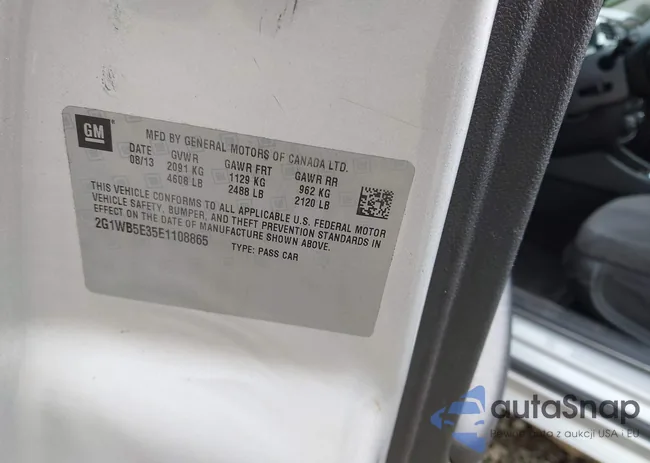 GM
MFD BY GENERAL MOTORS OF CANADA LTD.
DATE GVWR GAWR FRT GAWR RR
08/13 2091 KG 1129 KG 962 KG
4608 LB 2488 LB 2120 LB
THIS VEHICLE CONFORMS TO ALL APPLICABLE U.S. FEDERAL MOTOR
VEHICLE SAFETY, BUMPER, AND THEFT PREVENTION STANDARDS IN
EFFECT ON THE DATE OF MANUFACTURE SHOWN ABOVE.
2G1WB5E35E1108865 TYPE: PASS CAR
autaSnap
z aukcji USA i EU